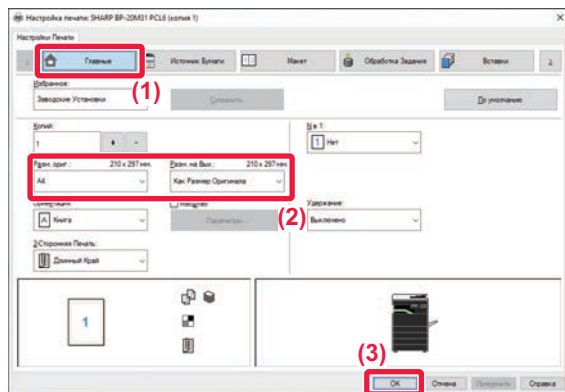 Настройка печати: SHARP BP-20M31 PCL6 (копия 1)
Настройки Печати
Главные
Источник Бумаги
Макет
Обработка Задания
Вставки
Избранное:
(1)
Заводские Установки
Сохранить
По умолчанию
Копий:
N в 1:
1
+
-
1
Нет
Разм. ориг.:
210 x 297 мм.
Разм. на Вых.:
210 x 297 мм.
A4
Как Размер Оригинала
Ориентация:
Масштаб
(2)
Удержание:
A
Книга
Параметры...
Выключено
2-Сторонняя Печать:
Длинный Край
1
(3)
OK
Отмена
Применить
Справка